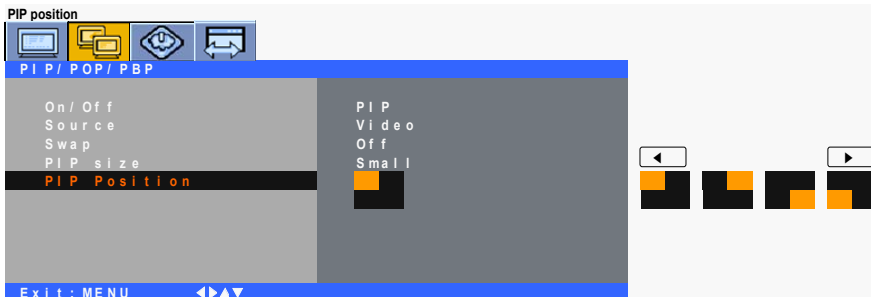 PIP position
PIP/POP/PBP
On/Off PIP
Source Video
Swap Off
PIP size Small
PIP Position
Exit:MENU